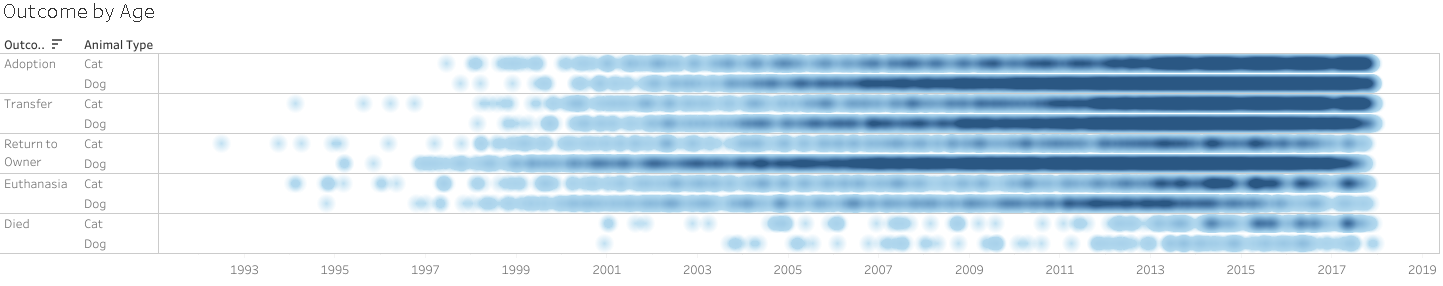 Outcome by Age
Outco.. Animal Type
Adoption Cat
Dog
Transfer Cat
Dog
Return to Cat
Owner Dog
Euthanasia Cat
Dog
Died Cat
Dog
1993 1995 1997 1999 2001 2003 2005 2007 2009 2011 2013 2015 2017 2019